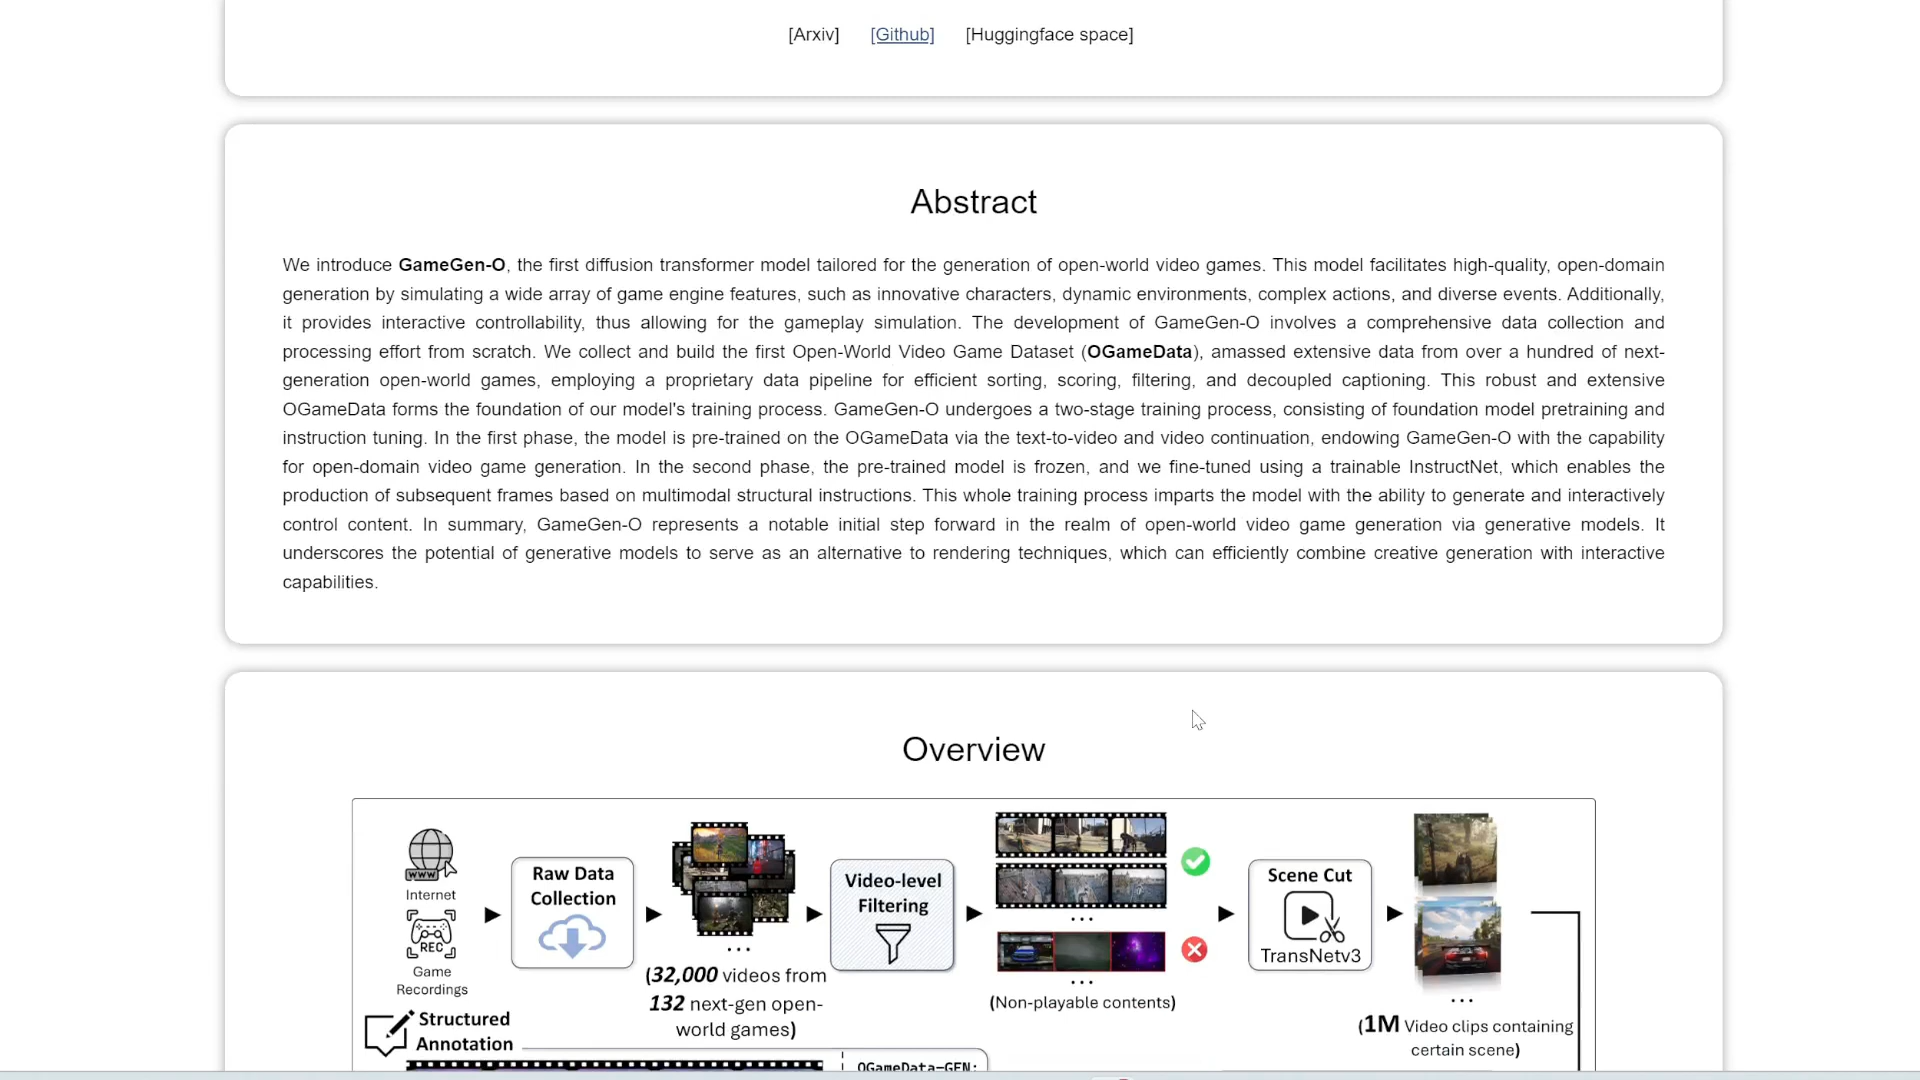 [Arxiv] [Github] [Huggingface space]
Abstract
We introduce GameGen-O, the first diffusion transformer model tailored for the generation of open-world video games. This model facilitates high-quality, open-domain
generation by simulating a wide array of game engine features, such as innovative characters, dynamic environments, complex actions, and diverse events. Additionally,
it provides interactive controllability, thus allowing for the gameplay simulation. The development of GameGen-O involves a comprehensive data collection and
processing effort from scratch. We collect and build the first Open-World Video Game Dataset (OGameData), amassed extensive data from over a hundred of next-
generation open-world games, employing a proprietary data pipeline for efficient sorting, scoring, filtering, and decoupled captioning. This robust and extensive
OGameData forms the foundation of our model's training process. GameGen-O undergoes a two-stage training process, consisting of foundation model pretraining and
instruction tuning. In the first phase, the model is pre-trained on the OGameData via the text-to-video and video continuation, endowing GameGen-O with the capability
for open-domain video game generation. In the second phase, the pre-trained model is frozen, and we fine-tuned using a trainable InstructNet, which enables the
production of subsequent frames based on multimodal structural instructions. This whole training process imparts the model with the ability to generate and interactively
control content. In summary, GameGen-O represents a notable initial step forward in the realm of open-world video game generation via generative models. It
underscores the potential of generative models to serve as an alternative to rendering techniques, which can efficiently combine creative generation with interactive
capabilities.
Overview
WWW
Internet
REC
Game
Recordings
Raw Data
Collection
...
(32,000 videos from
132 next-gen open-
world games)
Video-level
Filtering
...
...
(Non-playable contents)
Scene Cut
TransNetv3
...
(1M Video clips containing
certain scene)
Structured
Annotation
OGameData-GEN: